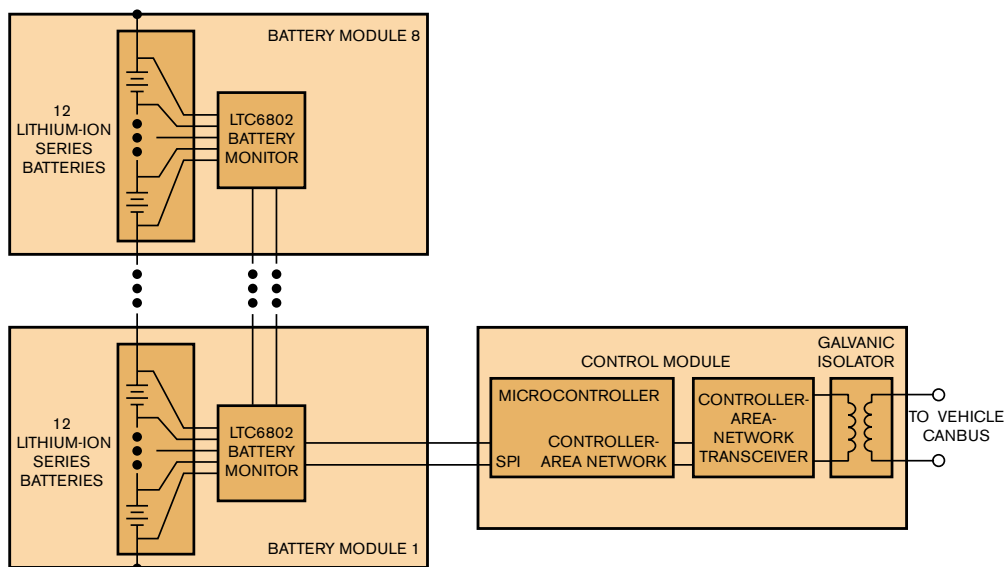 BATTERY MODULE 8
12
LITHIUM-ION
SERIES
BATTERIES
LTC6802
BATTERY
MONITOR
12
LITHIUM-ION
SERIES
BATTERIES
LTC6802
BATTERY
MONITOR
BATTERY MODULE 1
CONTROL MODULE
GALVANIC
ISOLATOR
MICROCONTROLLER
SPI
CONTROLLER-
AREA NETWORK
CONTROLLER-
AREA-
NETWORK
TRANSCEIVER
TO VEHICLE
CANBUS